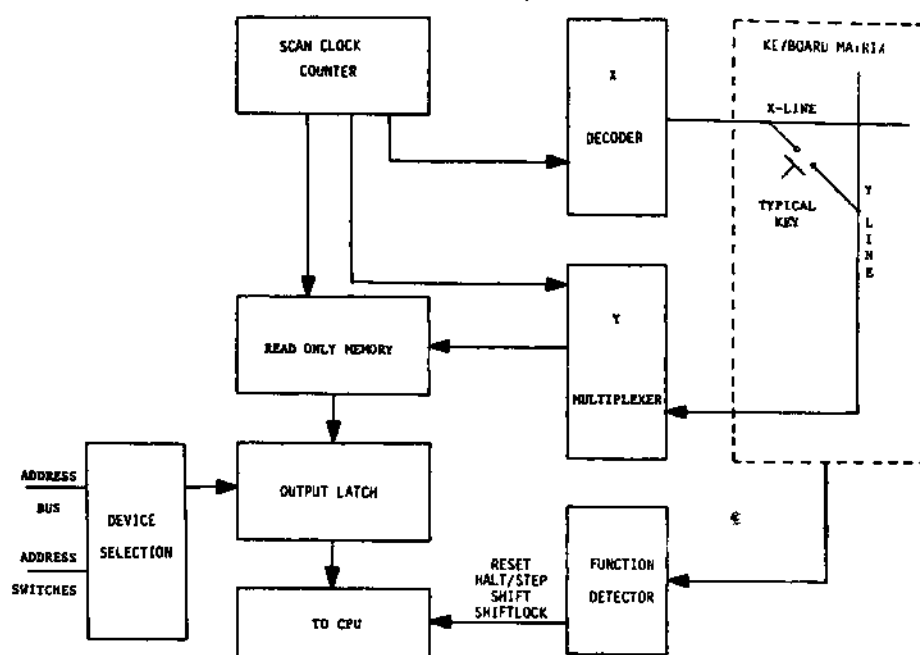 SCAN CLOCK
COUNTER
X
DECODER
KEYBOARD MATRIX
X-LINE
TYPICAL
KEY
Y LINE
READ ONLY MEMORY
Y
MULTIPLEXER
ADDRESS
BUS
ADDRESS
SWITCHES
DEVICE
SELECTION
OUTPUT LATCH
RESET
HALT/STEP
SHIFT
SHIFTLOCK
FUNCTION
DETECTOR
TO CPU